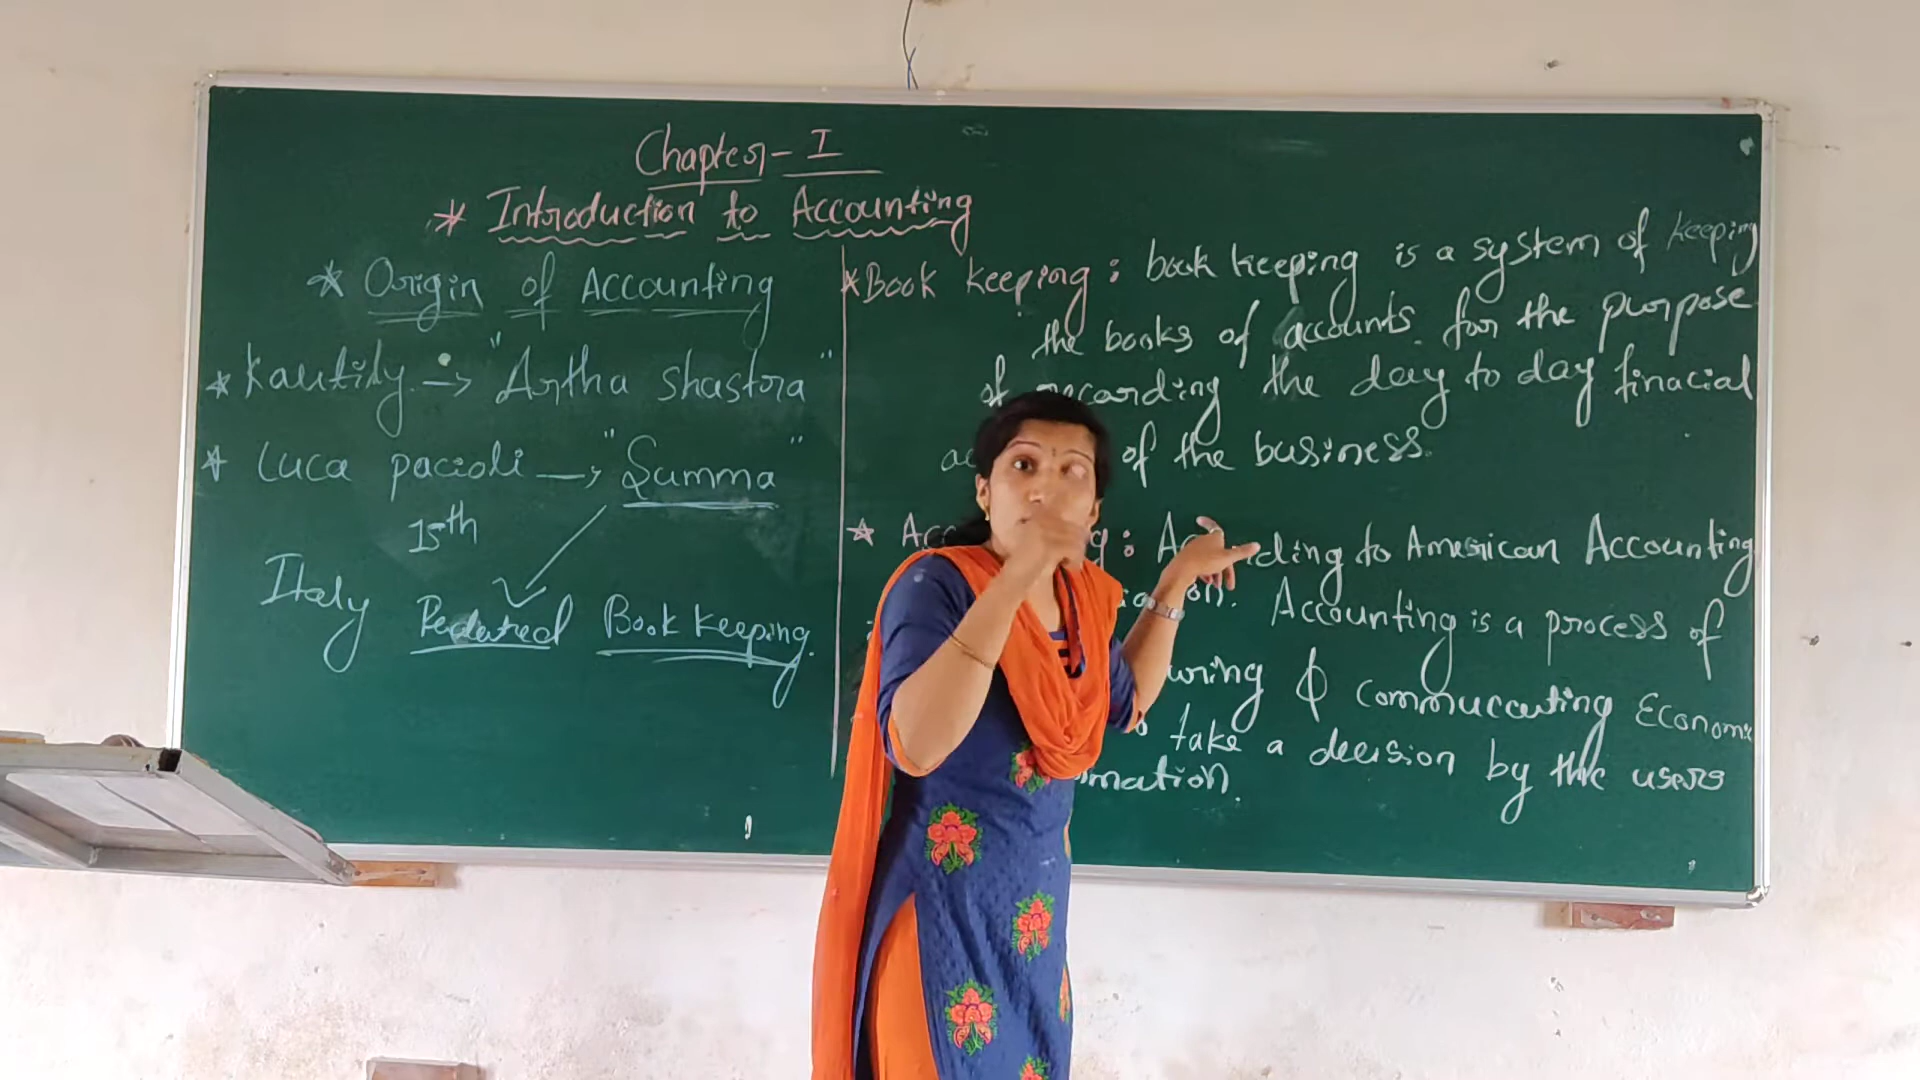 Chapter - I
* Introduction to Accounting
* Origin of Accounting
* Kautily. -> "Artha shastra"
* Luca pacioli -> "Summa"
15th
Italy Book keeping.
* Book keeping : book keeping is a system of keeping
the books of accounts. for the purpose
of recording the day to day finacial
of the business.
* : to American Accounting
Accounting is a process of
& Economic
take a decision by the users